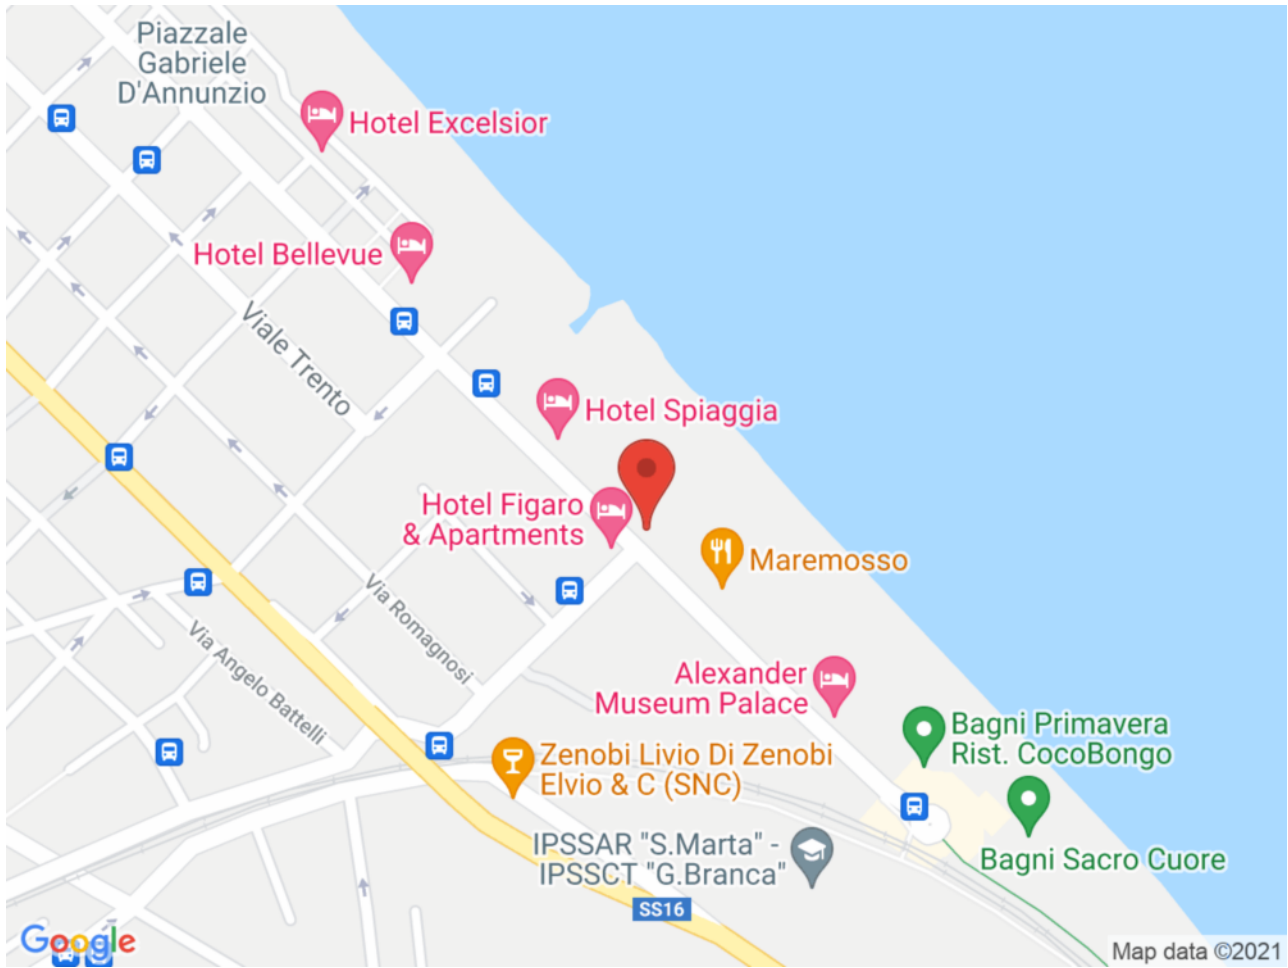 Piazzale
Gabriele
D'Annunzio
Hotel Excelsior
Hotel Bellevue
Viale Trento
Hotel Spiaggia
Hotel Figaro
& Apartments
Maremosso
Via Romagnosi
Via Angelo Battelli
Alexander
Museum Palace
Bagni Primavera
Rist. CocoBongo
Zenobi Livio Di Zenobi
Elvio & C (SNC)
IPSSAR "S.Marta" -
IPSSCT "G.Branca"
Bagni Sacro Cuore
SS16
Google
Map data ©2021